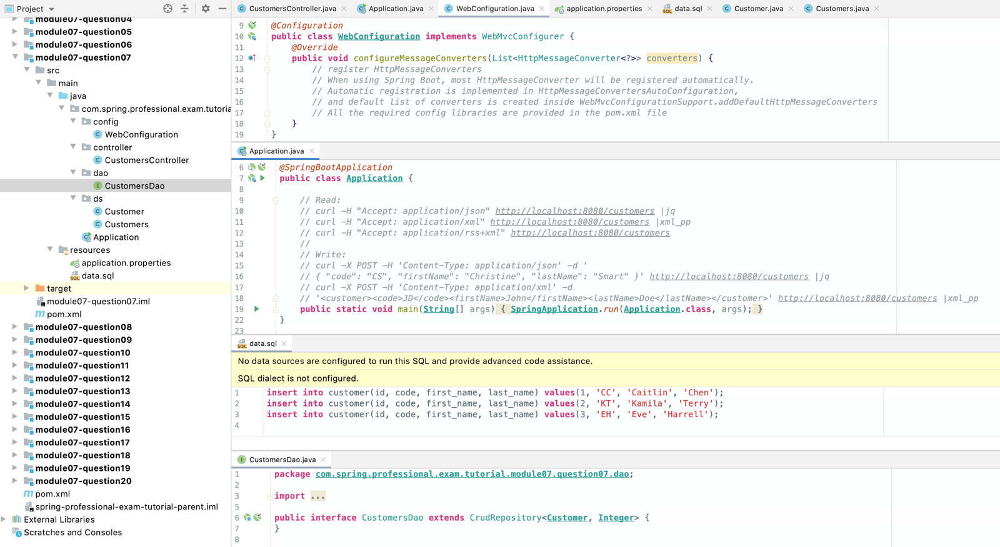 Project
module07-question04
module07-question05
module07-question06
module07-question07
src
main
java
com.spring.professional.exam.tutoria
config
WebConfiguration
controller
CustomersController
dao
CustomersDao
ds
Customer
Customers
Application
resources
application.properties
data.sql
target
module07-question07.iml
pom.xml
module07-question08
module07-question09
module07-question10
module07-question11
module07-question12
module07-question13
module07-question14
module07-question15
module07-question16
module07-question17
module07-question18
module07-question19
module07-question20
pom.xml
spring-professional-exam-tutorial-parent.iml
External Libraries
Scratches and Consoles
CustomersController.java Application.java WebConfiguration.java application.properties data.sql Customer.java Customers.java
9 @Configuration
10 public class WebConfiguration implements WebMvcConfigurer {
11 @Override
12 public void configureMessageConverters(List<HttpMessageConverter<?>> converters) {
13 // register HttpMessageConverters
14 // When using Spring Boot, most HttpMessageConverter will be registered automatically.
15 // Automatic registration is implemented in HttpMessageConvertersAutoConfiguration,
16 // and default list of converters is created inside WebMvcConfigurationSupport.addDefaultHttpMessageConverters
17 // All the required config libraries are provided in the pom.xml file
18 }
19 }
Application.java
6 @SpringBootApplication
7 public class Application {
8
9 // Read:
10 // curl -H "Accept: application/json" http://localhost:8080/customers |jq
11 // curl -H "Accept: application/xml" http://localhost:8080/customers |xml_pp
12 // curl -H "Accept: application/rss+xml" http://localhost:8080/customers
13 //
14 // Write:
15 // curl -X POST -H 'Content-Type: application/json' -d '
16 // { "code": "CS", "firstName": "Christine", "lastName": "Smart" }' http://localhost:8080/customers |jq
17 // curl -X POST -H 'Content-Type: application/xml' -d
18 // '<customer><code>JD</code><firstName>John</firstName><lastName>Doe</lastName></customer>' http://localhost:8080/customers |xml_pp
19 public static void main(String[] args) { SpringApplication.run(Application.class, args); }
22 }
23
data.sql
No data sources are configured to run this SQL and provide advanced code assistance.
SQL dialect is not configured.
1 insert into customer(id, code, first_name, last_name) values(1, 'CC', 'Caitlin', 'Chen');
2 insert into customer(id, code, first_name, last_name) values(2, 'KT', 'Kamila', 'Terry');
3 insert into customer(id, code, first_name, last_name) values(3, 'EH', 'Eve', 'Harrell');
4
CustomersDao.java
1 package com.spring.professional.exam.tutorial.module07.question07.dao;
2
3 import ...
5
6 public interface CustomersDao extends CrudRepository<Customer, Integer> {
7 }
8